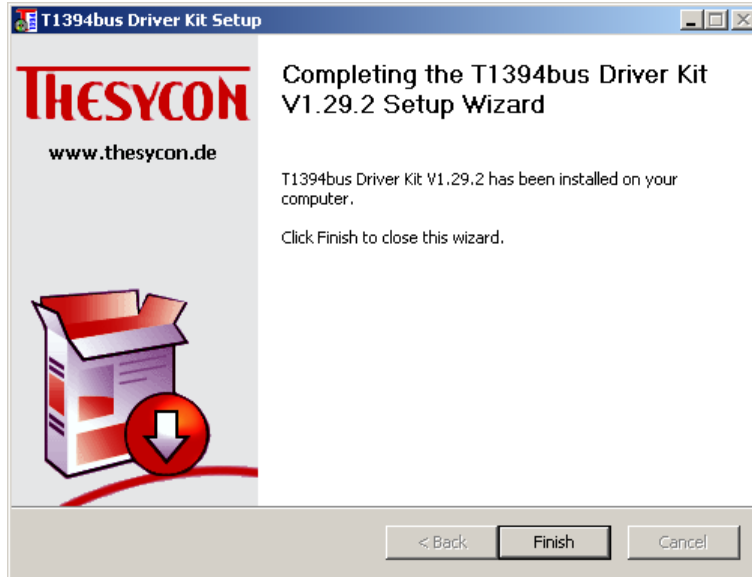 T1394bus Driver Kit Setup
THESYCON
www.thesycon.de
Completing the T1394bus Driver Kit
V1.29.2 Setup Wizard
T1394bus Driver Kit V1.29.2 has been installed on your
computer.
Click Finish to close this wizard.
< Back
Finish
Cancel